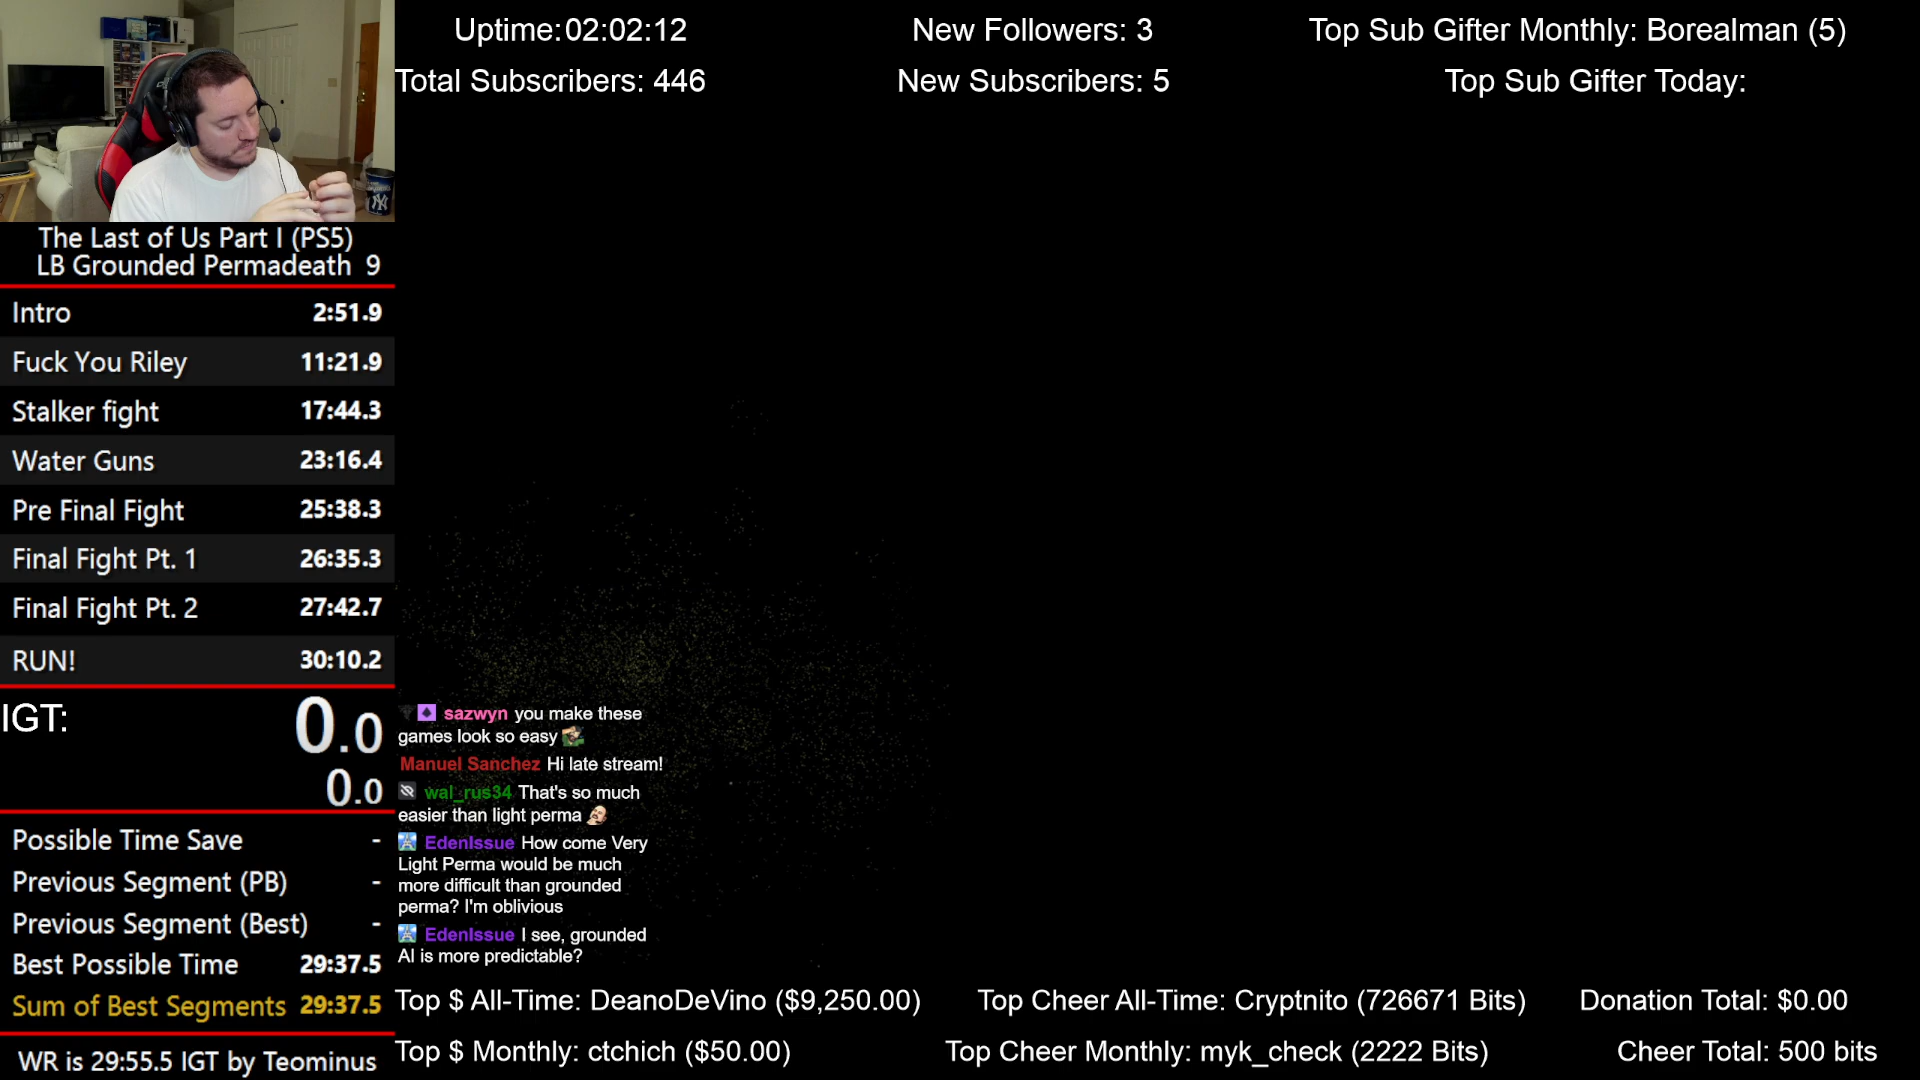 Uptime:02:02:12
New Followers: 3
Top Sub Gifter Monthly: Borealman (5)
Total Subscribers: 446
New Subscribers: 5
Top Sub Gifter Today:
The Last of Us Part I (PS5)
LB Grounded Permadeath 9
Intro 2:51.9
Fuck You Riley 11:21.9
Stalker fight 17:44.3
Water Guns 23:16.4
Pre Final Fight 25:38.3
Final Fight Pt. 1 26:35.3
Final Fight Pt. 2 27:42.7
RUN! 30:10.2
IGT: 0.0
0.0
Possible Time Save -
Previous Segment (PB) -
Previous Segment (Best) -
Best Possible Time 29:37.5
Sum of Best Segments 29:37.5
WR is 29:55.5 IGT by Teominus
sazwyn you make these
games look so easy
Manuel Sanchez Hi late stream!
wal_rus34 That's so much
easier than light perma
EdenIssue How come Very
Light Perma would be much
more difficult than grounded
perma? I'm oblivious
EdenIssue I see, grounded
AI is more predictable?
Top $ All-Time: DeanoDeVino ($9,250.00)
Top Cheer All-Time: Cryptnito (726671 Bits)
Donation Total: $0.00
Top $ Monthly: ctchich ($50.00)
Top Cheer Monthly: myk_check (2222 Bits)
Cheer Total: 500 bits